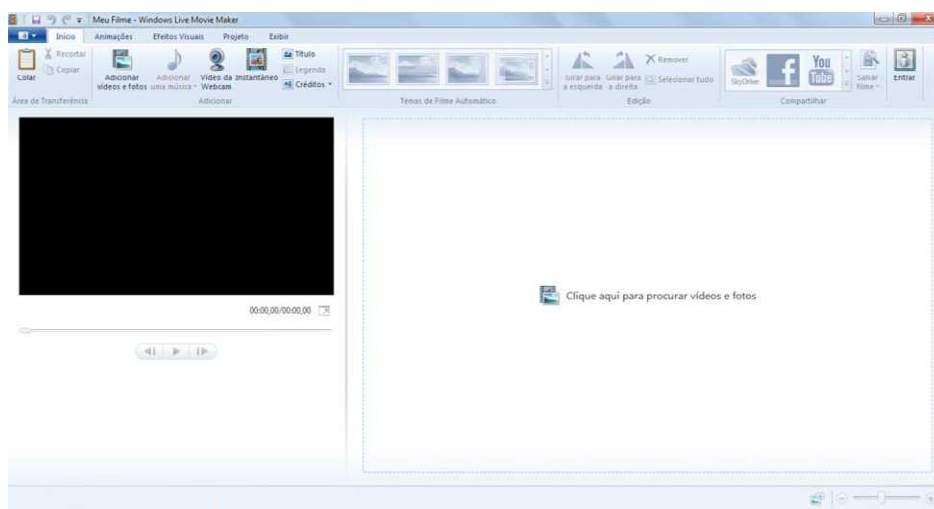 Meu Filme - Windows Live Movie Maker
Início Animações Efeitos Visuais Projeto Exibir
Colar
Recortar
Copiar
Área de Transferência
Adicionar vídeos e fotos
Adicionar uma música
Vídeo da Webcam
Instantâneo
Título
Legenda
Créditos
Adicionar
Temas de Filme Automático
Girar para a esquerda
Girar para a direita
Remover
Selecionar tudo
Edição
SkyDrive
f
You Tube
Compartilhar
Salvar Filme
Entrar
00:00,00/00:00,00
Clique aqui para procurar vídeos e fotos